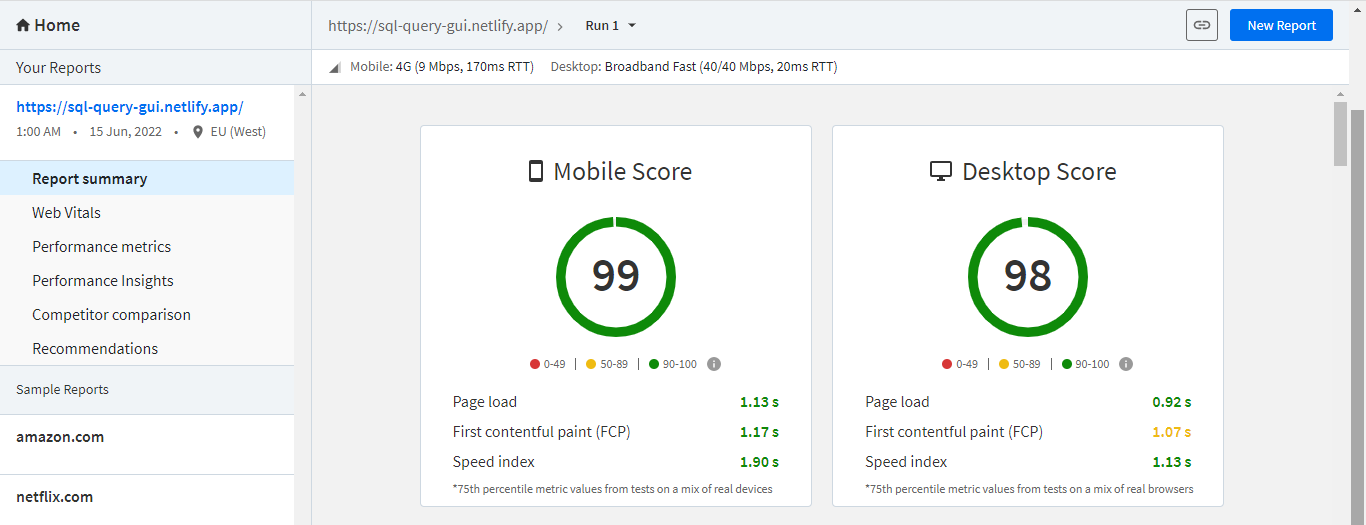 Home
https://sql-query-gui.netlify.app/ > Run 1
New Report
Your Reports
Mobile: 4G (9 Mbps, 170ms RTT) Desktop: Broadband Fast (40/40 Mbps, 20ms RTT)
https://sql-query-gui.netlify.app/
1:00 AM • 15 Jun, 2022 • EU (West)
Report summary
Web Vitals
Performance metrics
Performance Insights
Competitor comparison
Recommendations
Sample Reports
amazon.com
netflix.com
Mobile Score
99
0-49 | 50-89 | 90-100
Page load 1.13 s
First contentful paint (FCP) 1.17 s
Speed index 1.90 s
*75th percentile metric values from tests on a mix of real devices
Desktop Score
98
0-49 | 50-89 | 90-100
Page load 0.92 s
First contentful paint (FCP) 1.07 s
Speed index 1.13 s
*75th percentile metric values from tests on a mix of real browsers